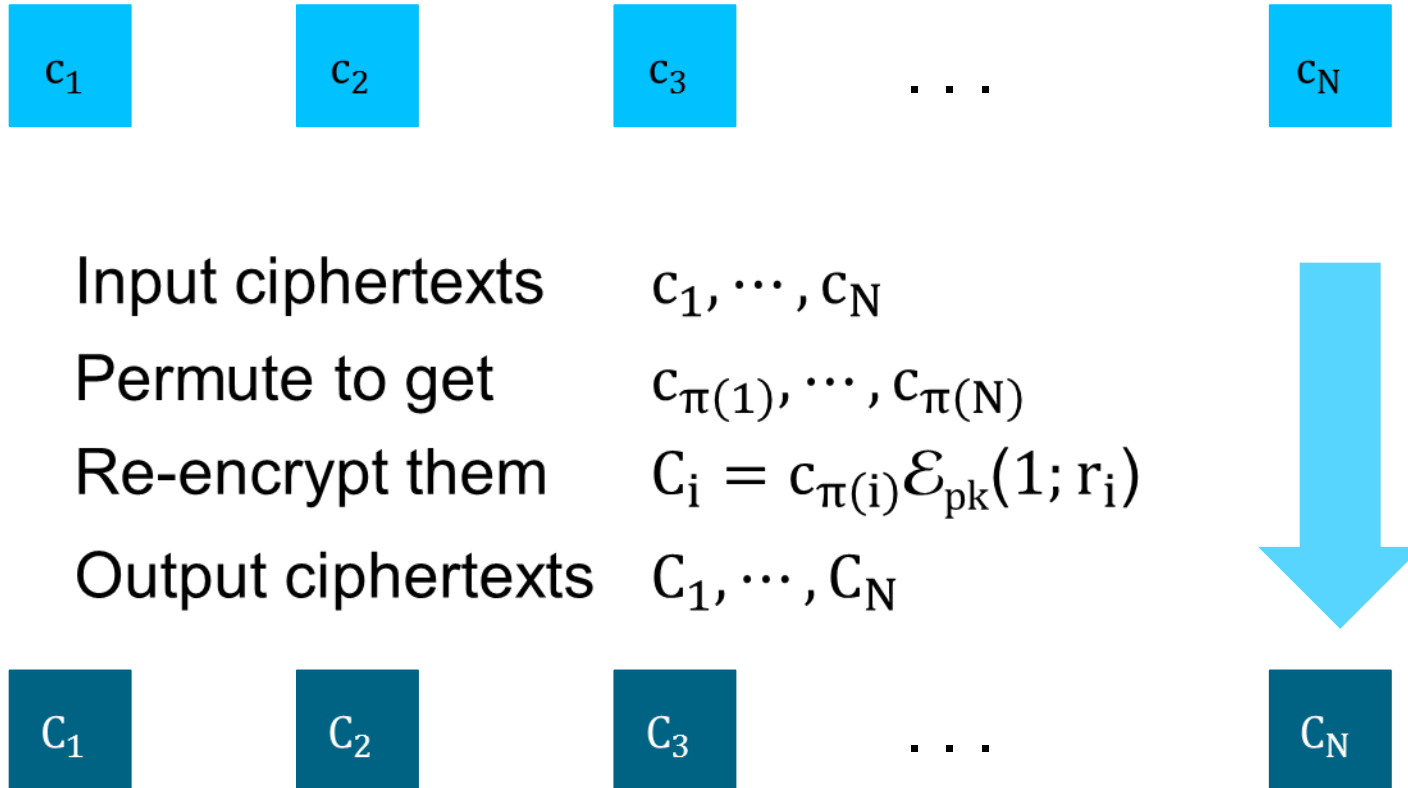 c₁ c₂ c₃ . . . c_N
Input ciphertexts c₁, ⋯ , c_N
Permute to get c_π(1), ⋯ , c_π(N)
Re-encrypt them C_i = c_π(i)ℰ_pk(1; r_i)
Output ciphertexts C₁, ⋯ , C_N
C₁ C₂ C₃ . . . C_N